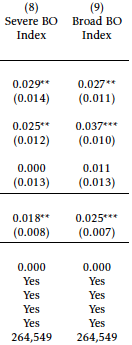 (8) (9)
Severe BO Broad BO
Index Index
0.029** 0.027**
(0.014) (0.011)
0.025** 0.037***
(0.012) (0.010)
0.000 0.011
(0.013) (0.013)
0.018** 0.025***
(0.008) (0.007)
0.000 0.000
Yes Yes
Yes Yes
Yes Yes
Yes Yes
264,549 264,549